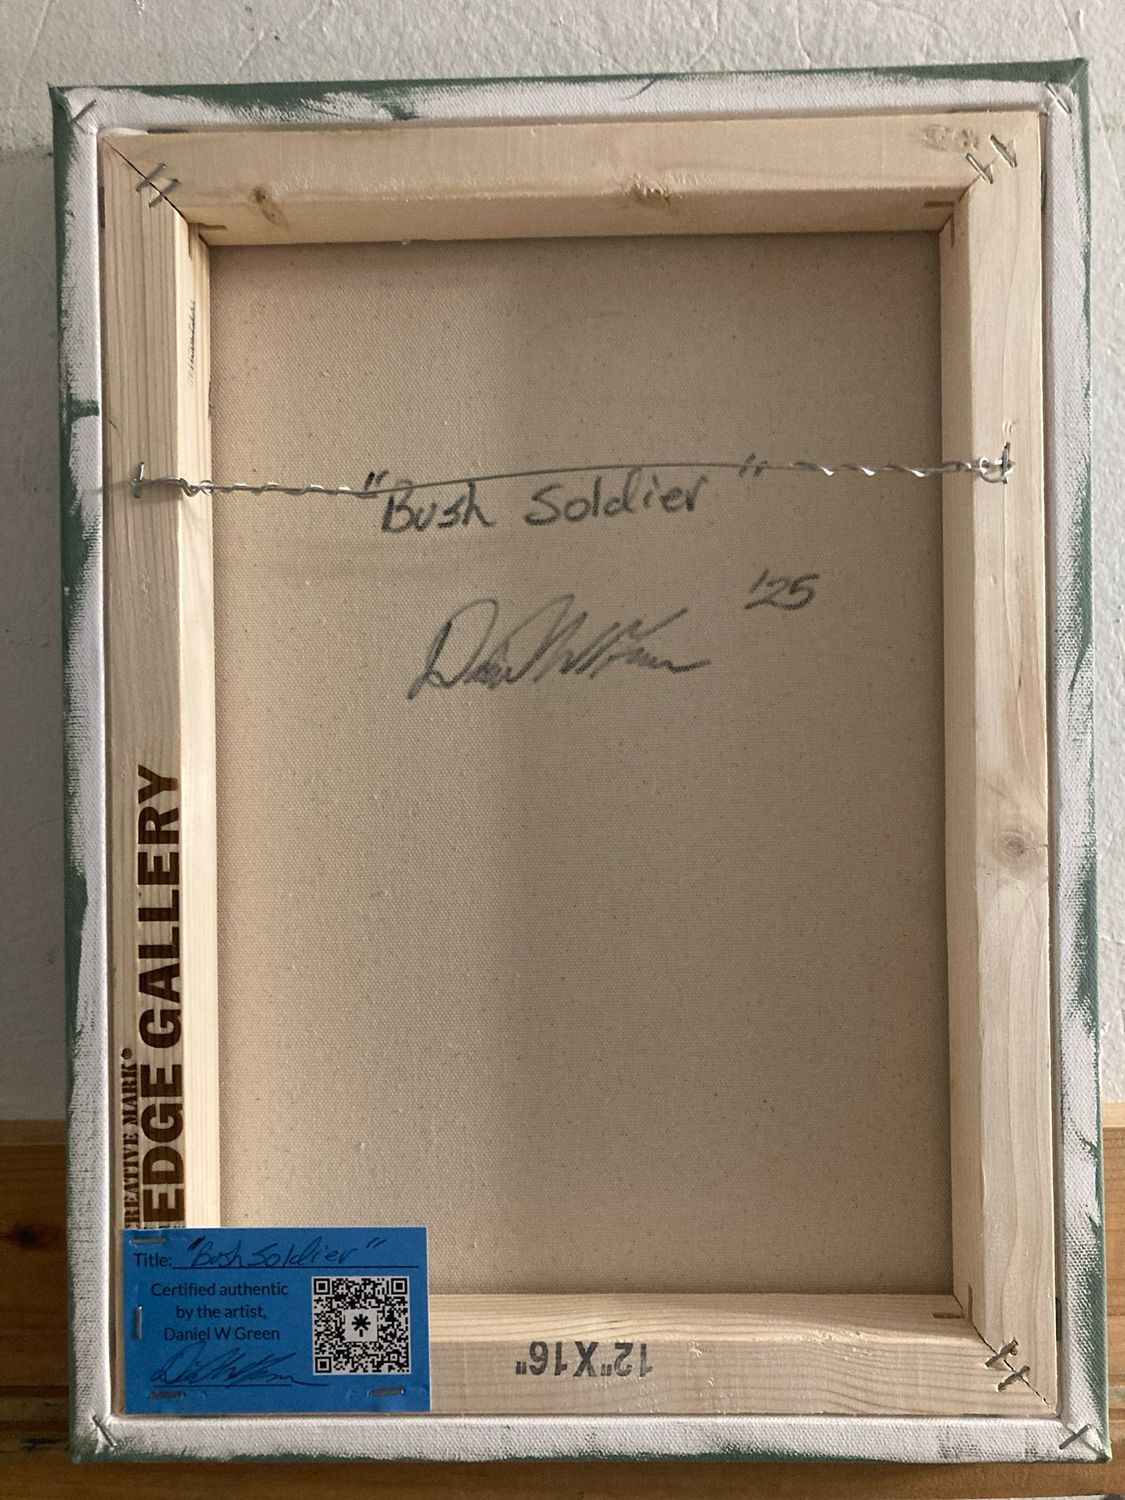 "Bush Soldier"
'25
CREATIVE MARK®
EDGE GALLERY
Title: "Bush Soldier"
Certified authentic
by the artist,
Daniel W Green
12"X16"